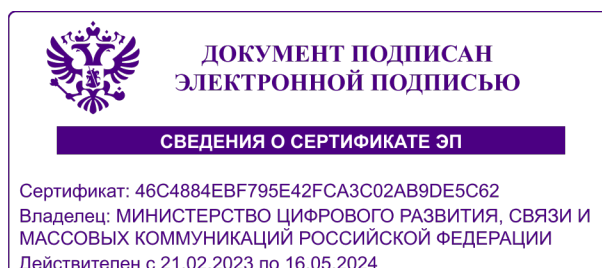 ДОКУМЕНТ ПОДПИСАН
ЭЛЕКТРОННОЙ ПОДПИСЬЮ
СВЕДЕНИЯ О СЕРТИФИКАТЕ ЭП
Сертификат: 46C4884EBF795E42FCA3C02AB9DE5C62
Владелец: МИНИСТЕРСТВО ЦИФРОВОГО РАЗВИТИЯ, СВЯЗИ И
МАССОВЫХ КОММУНИКАЦИЙ РОССИЙСКОЙ ФЕДЕРАЦИИ
Действителен с 21.02.2023 по 16.05.2024